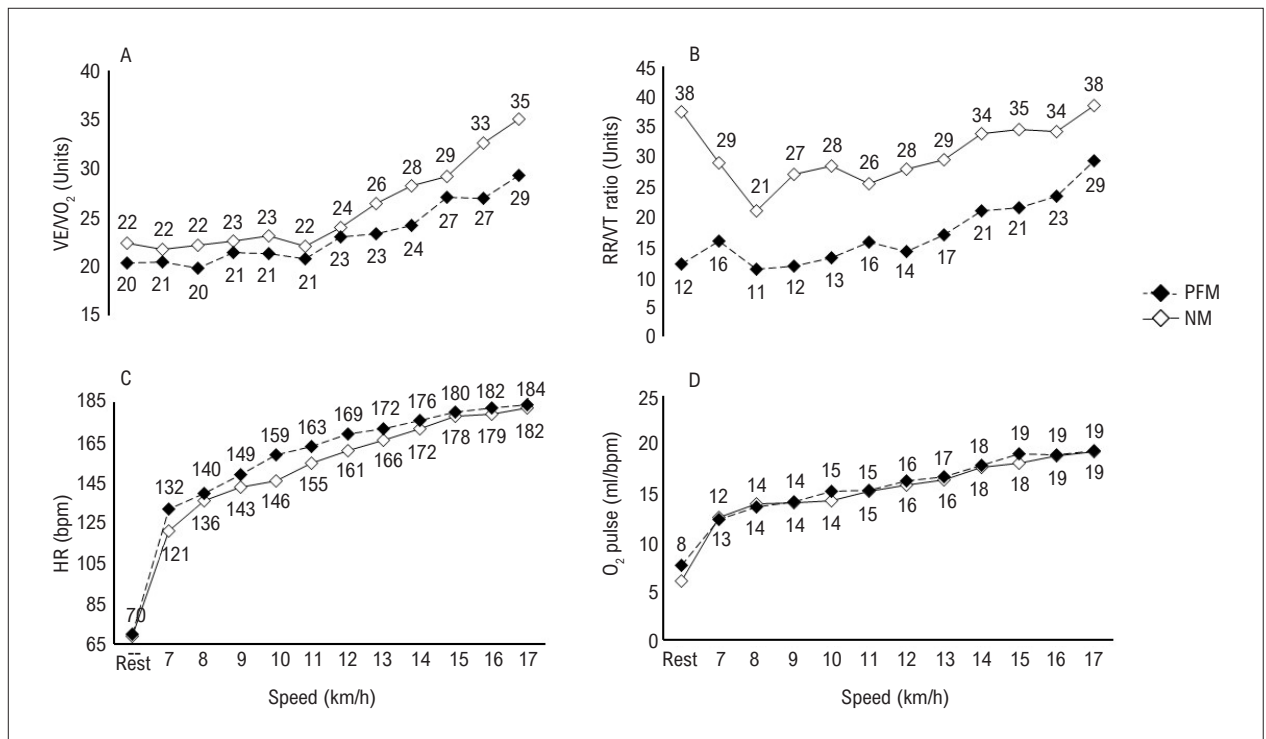 A
40
35
30
25
20
15
VE/VO2 (Units)
22 22 22 23 23 22 24 26 28 29 33 35
20 21 20 21 21 21 23 23 24 27 27 29
B
45
40
35
30
25
20
15
10
5
0
RR/VT ratio (Units)
38 29 21 27 28 26 28 29 34 35 34 38
12 16 11 12 13 16 14 17 21 21 23 29
PFM
NM
C
185
165
145
125
105
85
65
HR (bpm)
70 132 140 149 159 163 169 172 176 180 182 184
121 136 143 146 155 161 166 172 178 179 182
Rest 7 8 9 10 11 12 13 14 15 16 17
Speed (km/h)
D
25
20
15
10
5
0
O2 pulse (ml/bpm)
8 12 14 14 15 15 16 17 18 19 19 19
13 14 14 14 15 16 16 18 18 19 19
Rest 7 8 9 10 11 12 13 14 15 16 17
Speed (km/h)